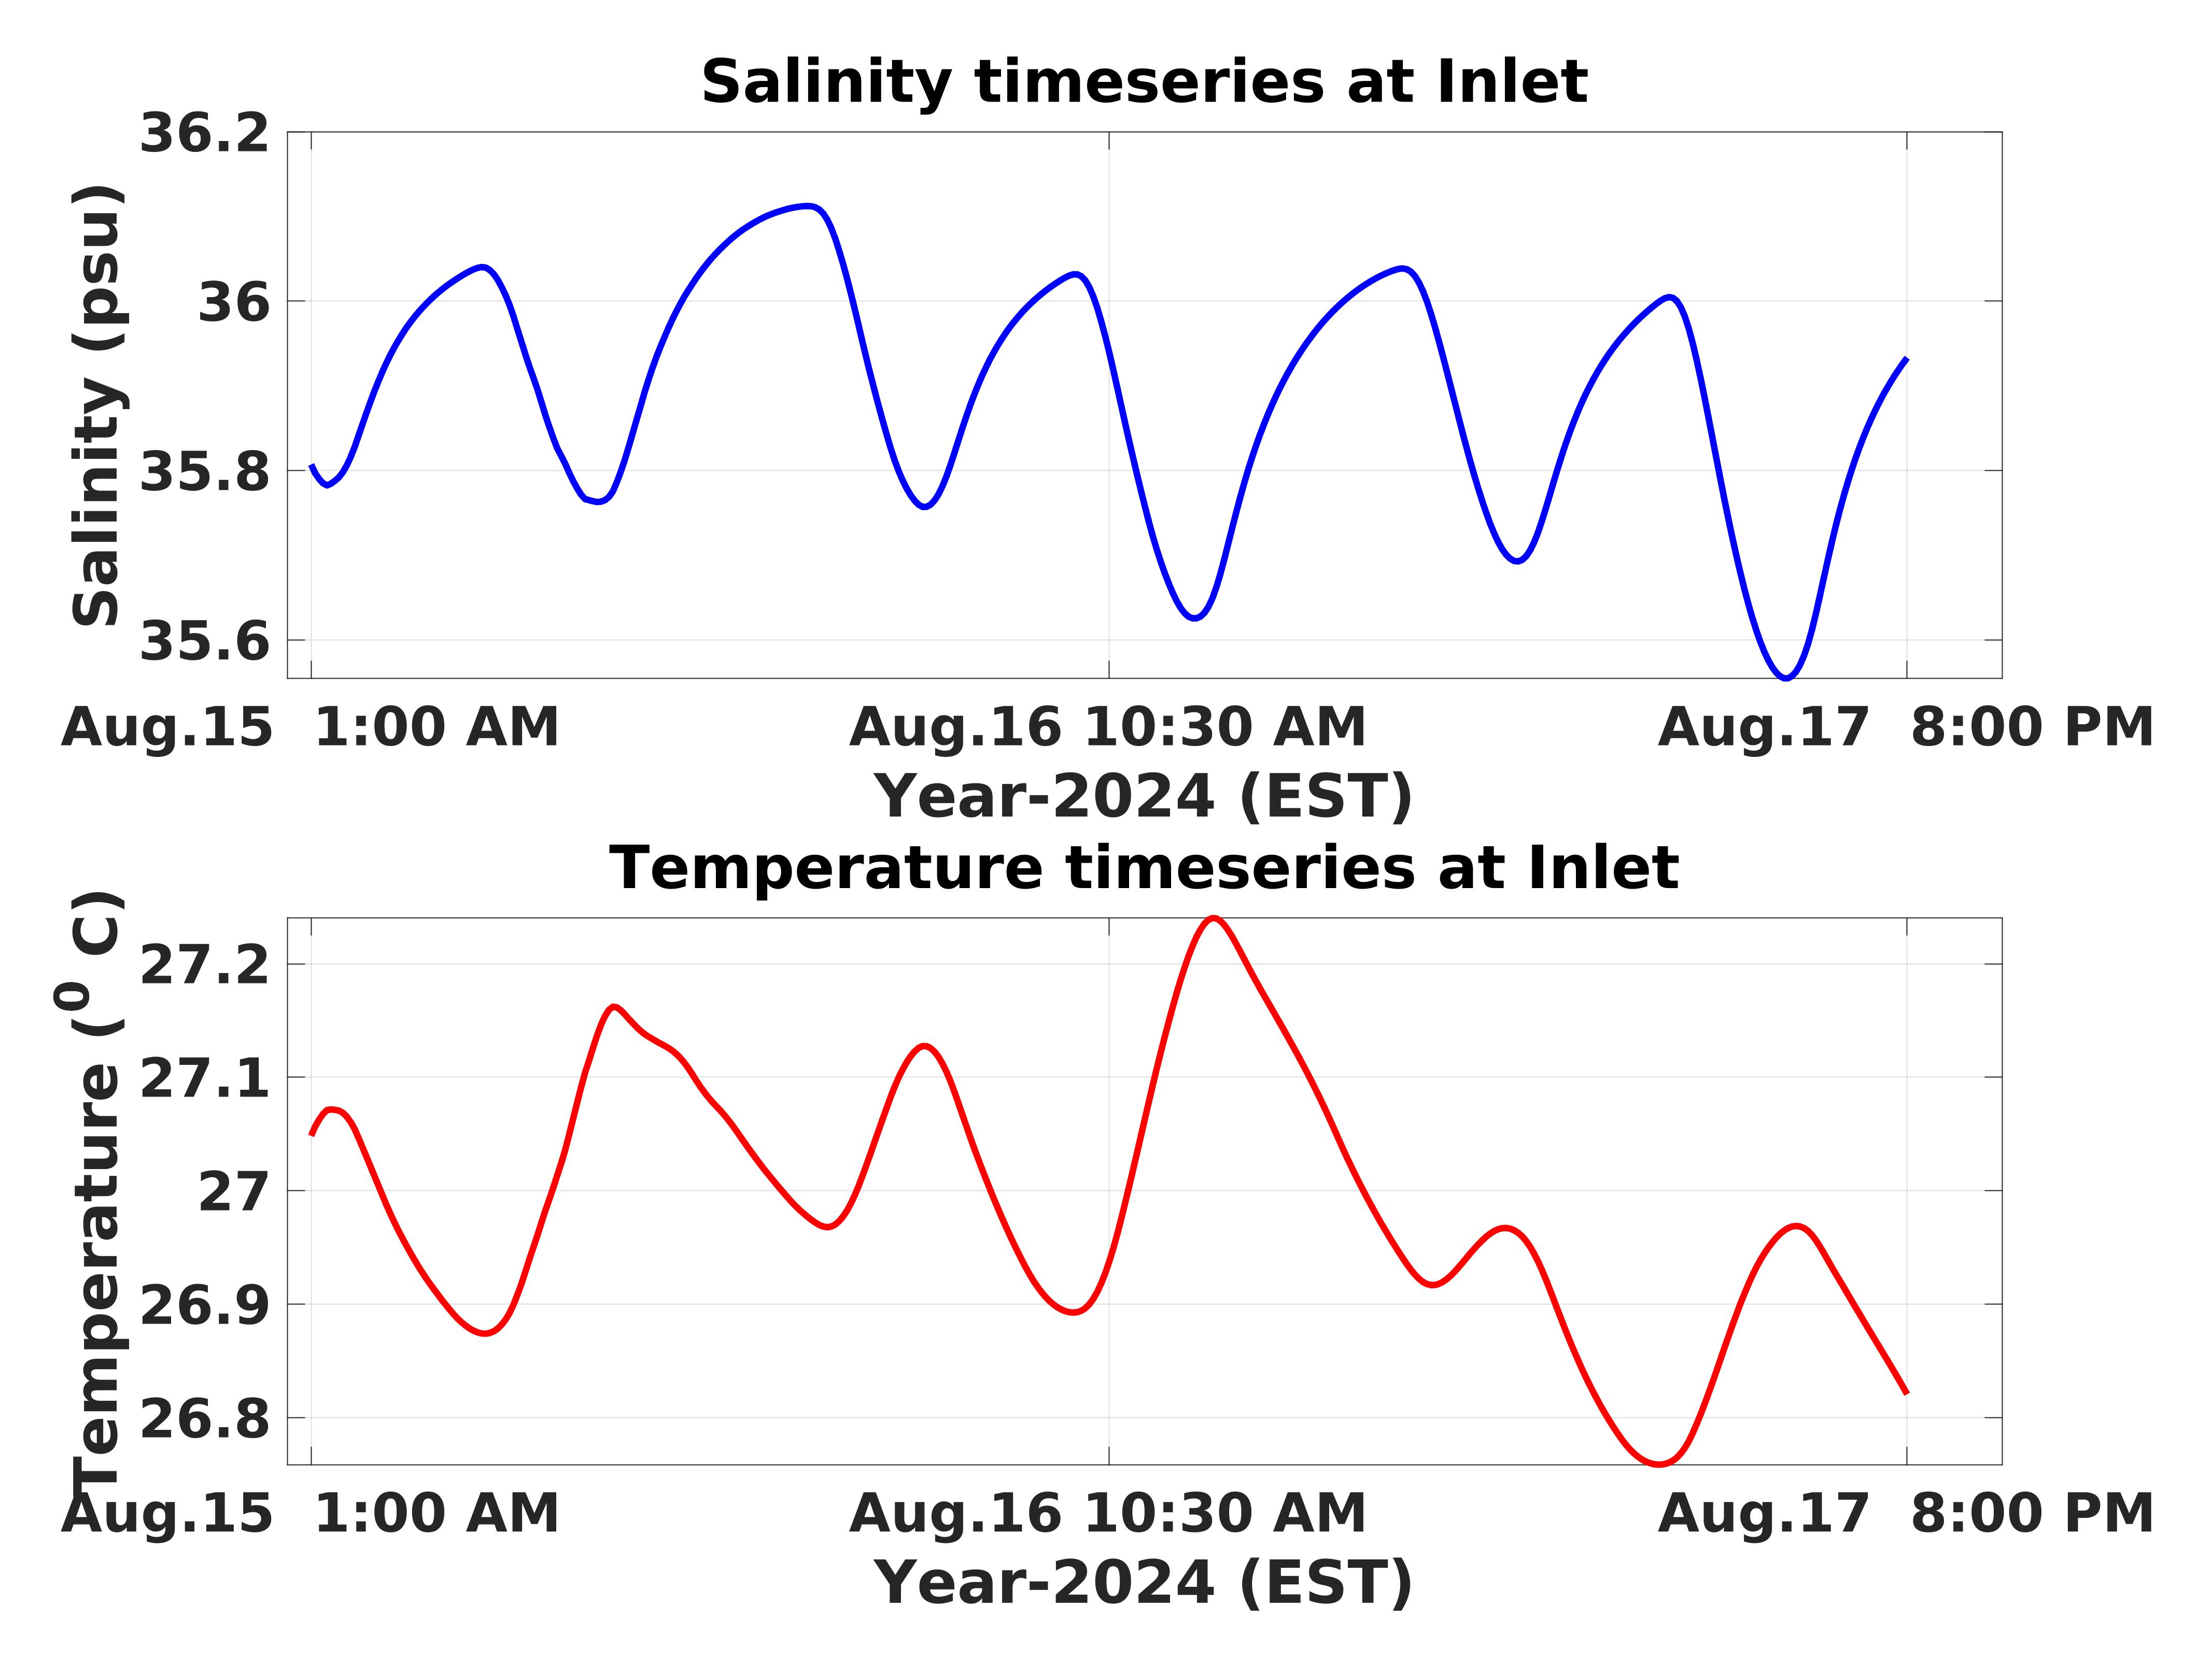 Salinity timeseries at Inlet
Salinity (psu)
36.2
36
35.8
35.6
Aug.15  1:00 AM
Aug.16 10:30 AM
Aug.17  8:00 PM
Year-2024 (EST)
Temperature timeseries at Inlet
Temperature (⁰ C)
27.2
27.1
27
26.9
26.8
Aug.15  1:00 AM
Aug.16 10:30 AM
Aug.17  8:00 PM
Year-2024 (EST)